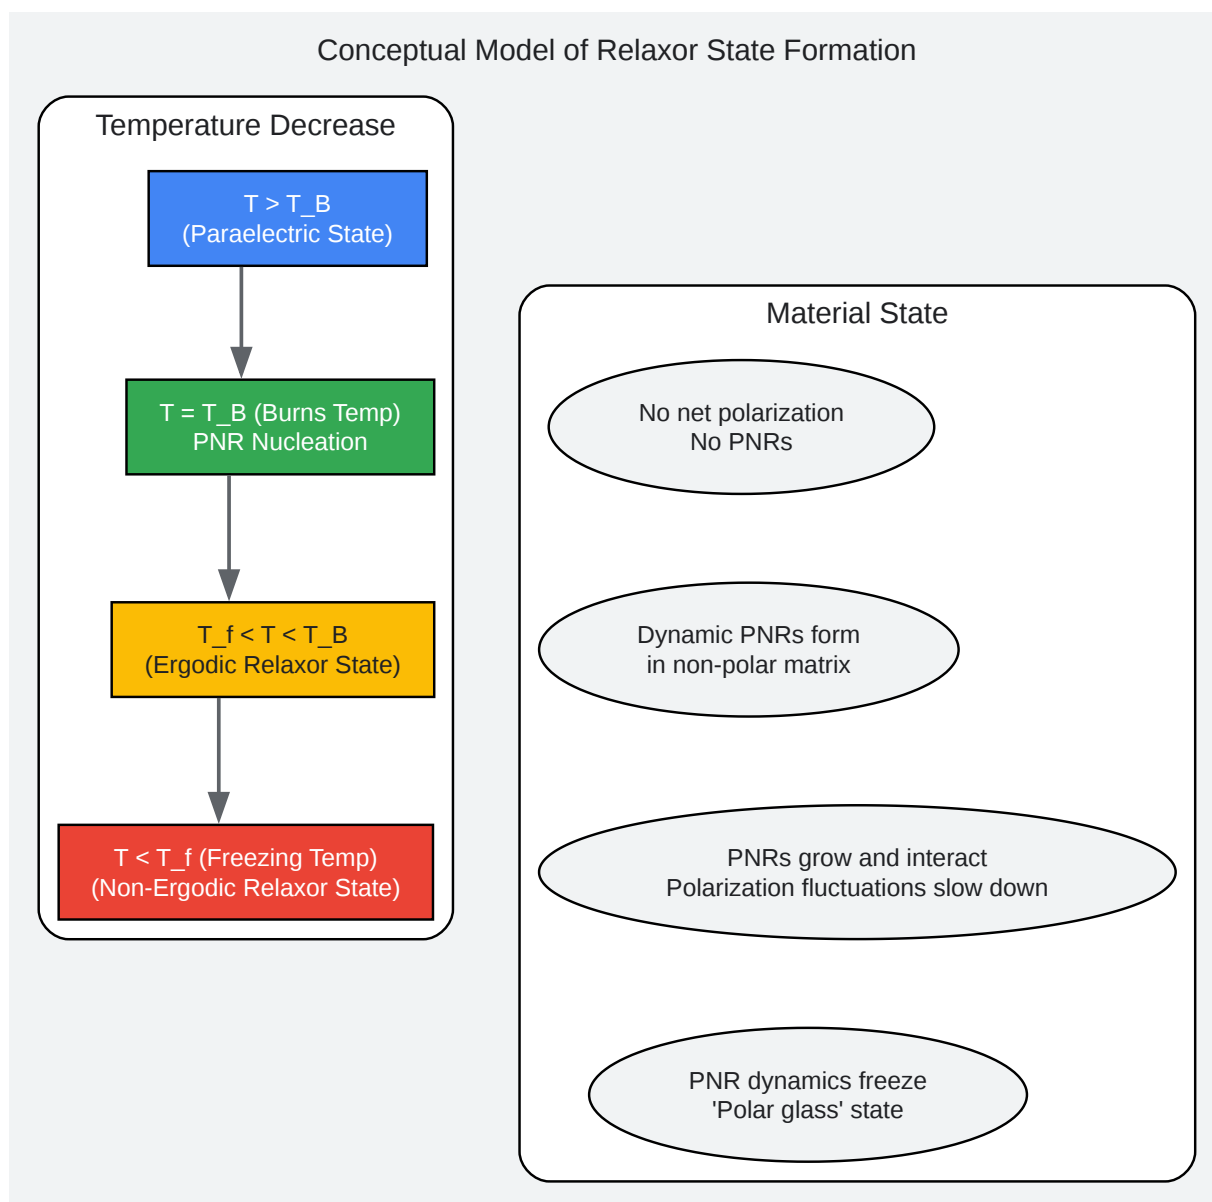 Conceptual Model of Relaxor State Formation
Temperature Decrease
T > T_B
(Paraelectric State)
T = T_B (Burns Temp)
PNR Nucleation
T_f < T < T_B
(Ergodic Relaxor State)
T < T_f (Freezing Temp)
(Non-Ergodic Relaxor State)
Material State
No net polarization
No PNRs
Dynamic PNRs form
in non-polar matrix
PNRs grow and interact
Polarization fluctuations slow down
PNR dynamics freeze
'Polar glass' state